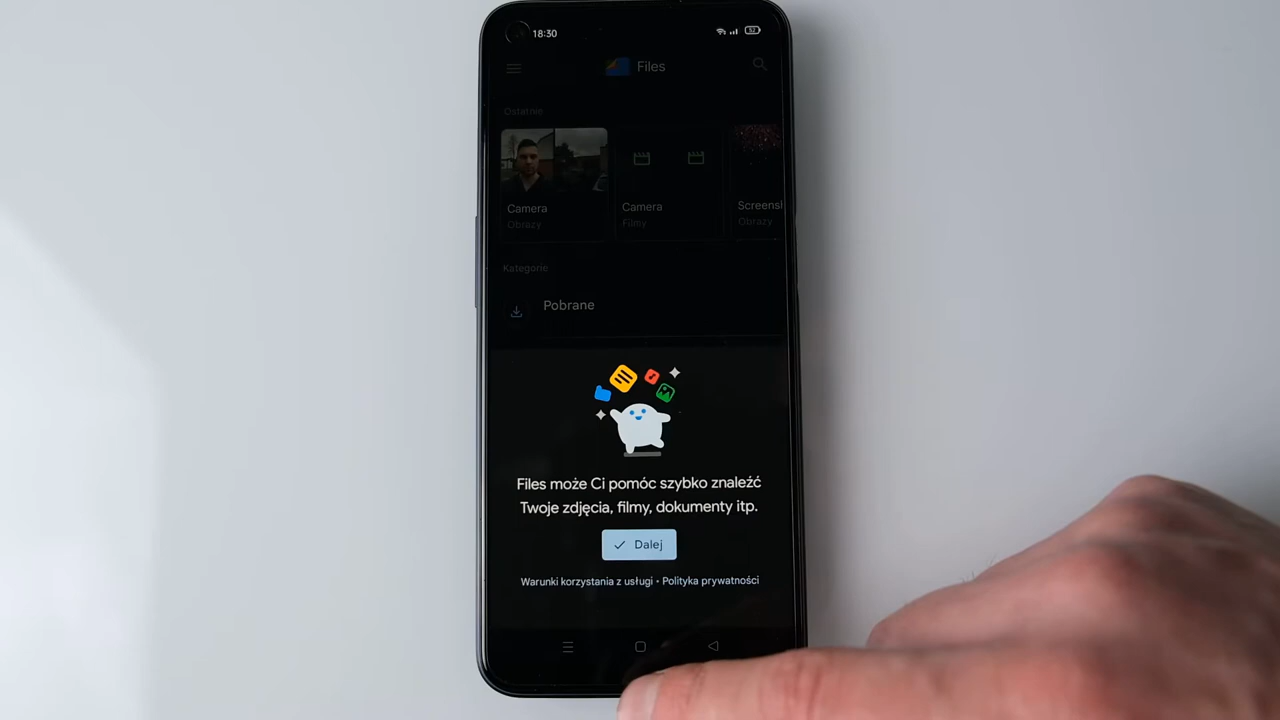 18:30
52
Files
Ostatnie
Camera
Obrazy
Camera
Filmy
Screensh
Obrazy
Kategorie
Pobrane
Files może Ci pomóc szybko znaleźć
Twoje zdjęcia, filmy, dokumenty itp.
Dalej
Warunki korzystania z usługi • Polityka prywatności